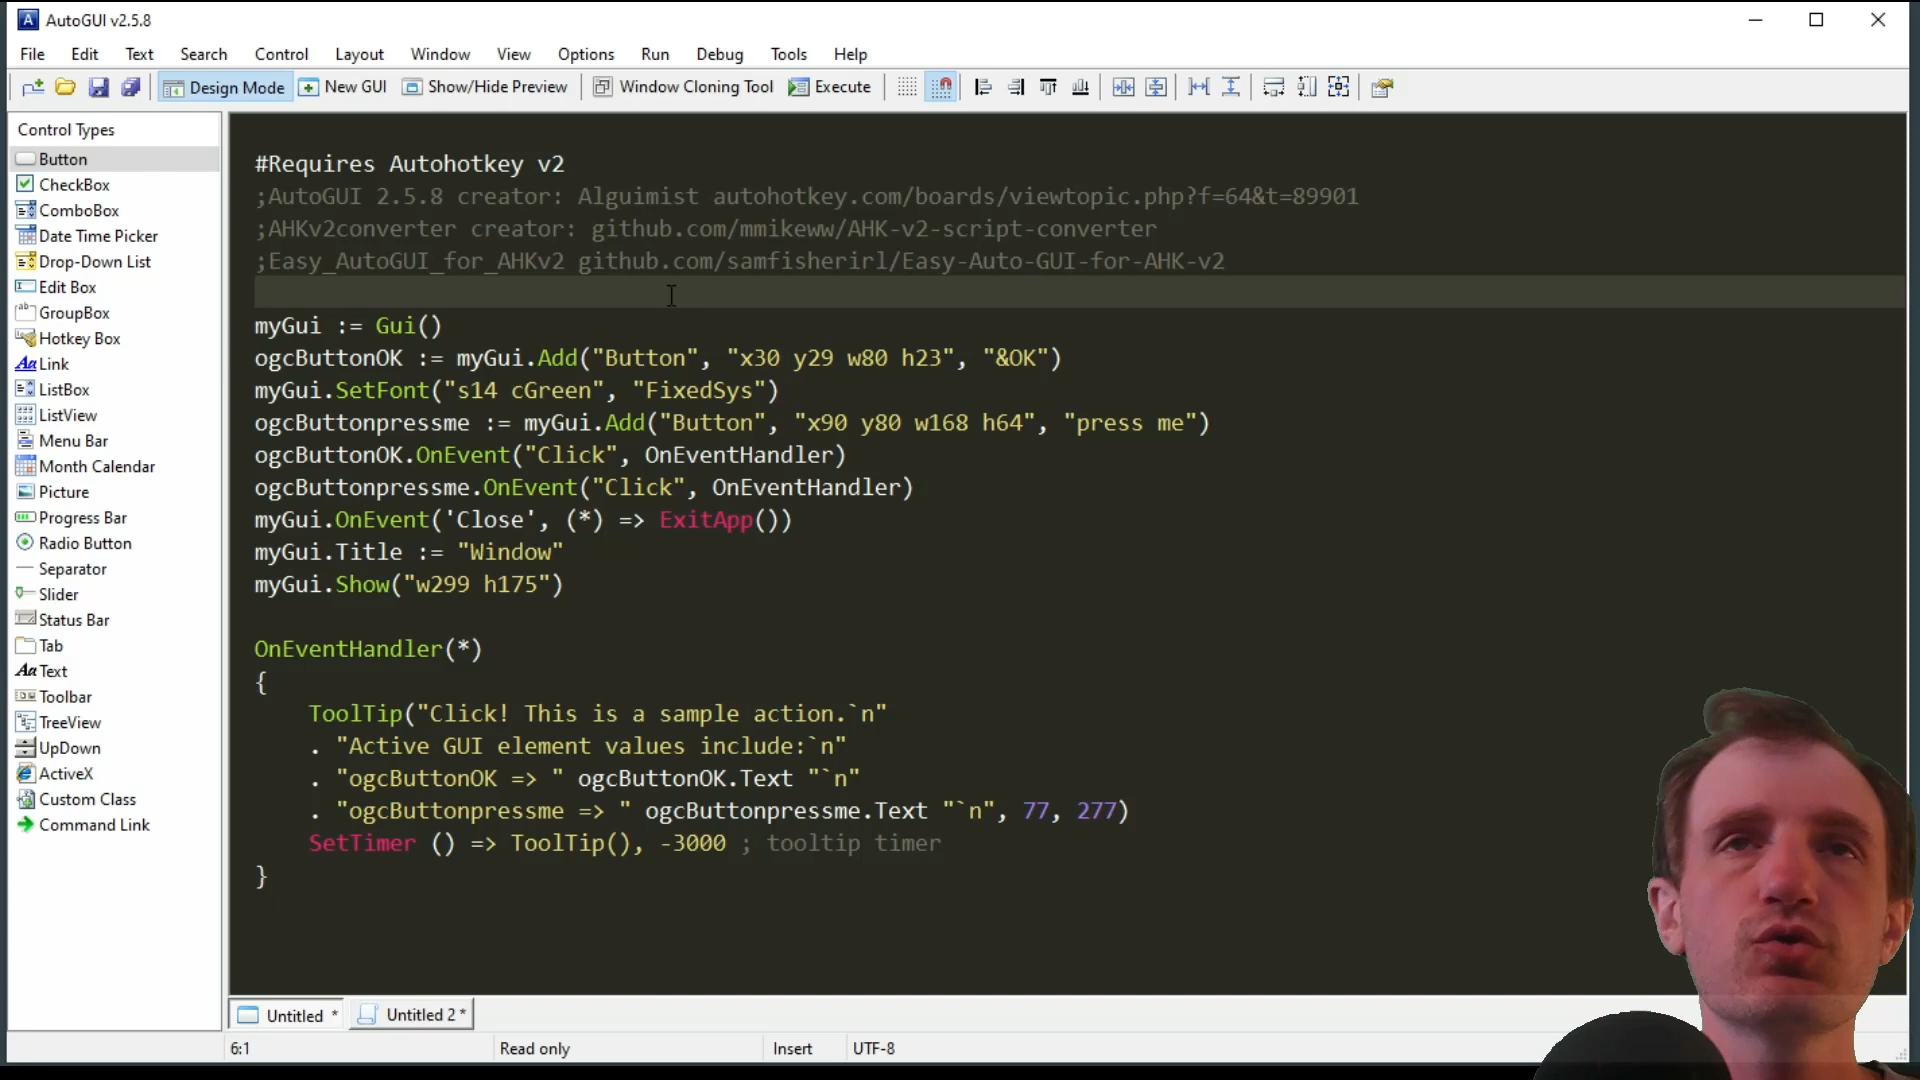 AutoGUI v2.5.8
File Edit Text Search Control Layout Window View Options Run Debug Tools Help
Design Mode New GUI Show/Hide Preview Window Cloning Tool Execute
Control Types
Button
CheckBox
ComboBox
Date Time Picker
Drop-Down List
Edit Box
GroupBox
Hotkey Box
Link
ListBox
ListView
Menu Bar
Month Calendar
Picture
Progress Bar
Radio Button
Separator
Slider
Status Bar
Tab
Text
Toolbar
TreeView
UpDown
ActiveX
Custom Class
Command Link
#Requires Autohotkey v2
;AutoGUI 2.5.8 creator: Alguimist autohotkey.com/boards/viewtopic.php?f=64&t=89901
;AHKv2converter creator: github.com/mmikeww/AHK-v2-script-converter
;Easy_AutoGUI_for_AHKv2 github.com/samfisherirl/Easy-Auto-GUI-for-AHK-v2
myGui := Gui()
ogcButtonOK := myGui.Add("Button", "x30 y29 w80 h23", "&OK")
myGui.SetFont("s14 cGreen", "FixedSys")
ogcButtonpressme := myGui.Add("Button", "x90 y80 w168 h64", "press me")
ogcButtonOK.OnEvent("Click", OnEventHandler)
ogcButtonpressme.OnEvent("Click", OnEventHandler)
myGui.OnEvent('Close', (*) => ExitApp())
myGui.Title := "Window"
myGui.Show("w299 h175")
OnEventHandler(*)
{
ToolTip("Click! This is a sample action.`n"
. "Active GUI element values include:`n"
. "ogcButtonOK => " ogcButtonOK.Text "`n"
. "ogcButtonpressme => " ogcButtonpressme.Text "`n", 77, 277)
SetTimer () => ToolTip(), -3000 ; tooltip timer
}
Untitled * Untitled 2 *
6:1 Read only Insert UTF-8